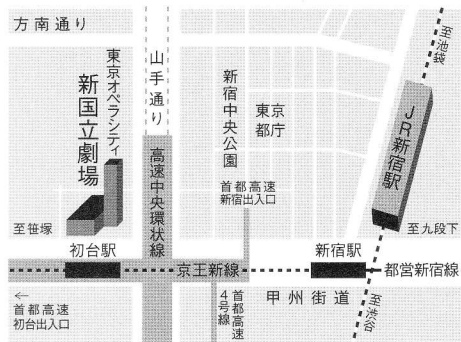 方南通り
至池袋
山手通り
東京オペラシティ
新国立劇場
新宿中央公園
東京
都庁
JR新宿駅
高速中央環状線
首都高速
新宿出入口
至笹塚
至九段下
初台駅
新宿駅
京王新線
都営新宿線
←
首都高速
初台出入口
首都高速
4号線
甲州街道
至渋谷